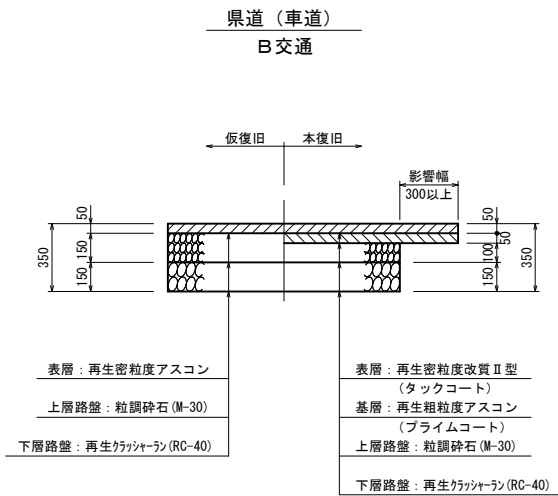 県道（車道）
B交通
仮復旧
本復旧
影響幅
300以上
50
150
150
350
50
50
100
150
350
表層：再生密粒度アスコン
上層路盤：粒調砕石(M-30)
下層路盤：再生ｸﾗｯｼｬｰﾗﾝ(RC-40)
表層：再生密粒度改質Ⅱ型
(タックコート)
基層：再生粗粒度アスコン
(プライムコート)
上層路盤：粒調砕石(M-30)
下層路盤：再生ｸﾗｯｼｬｰﾗﾝ(RC-40)